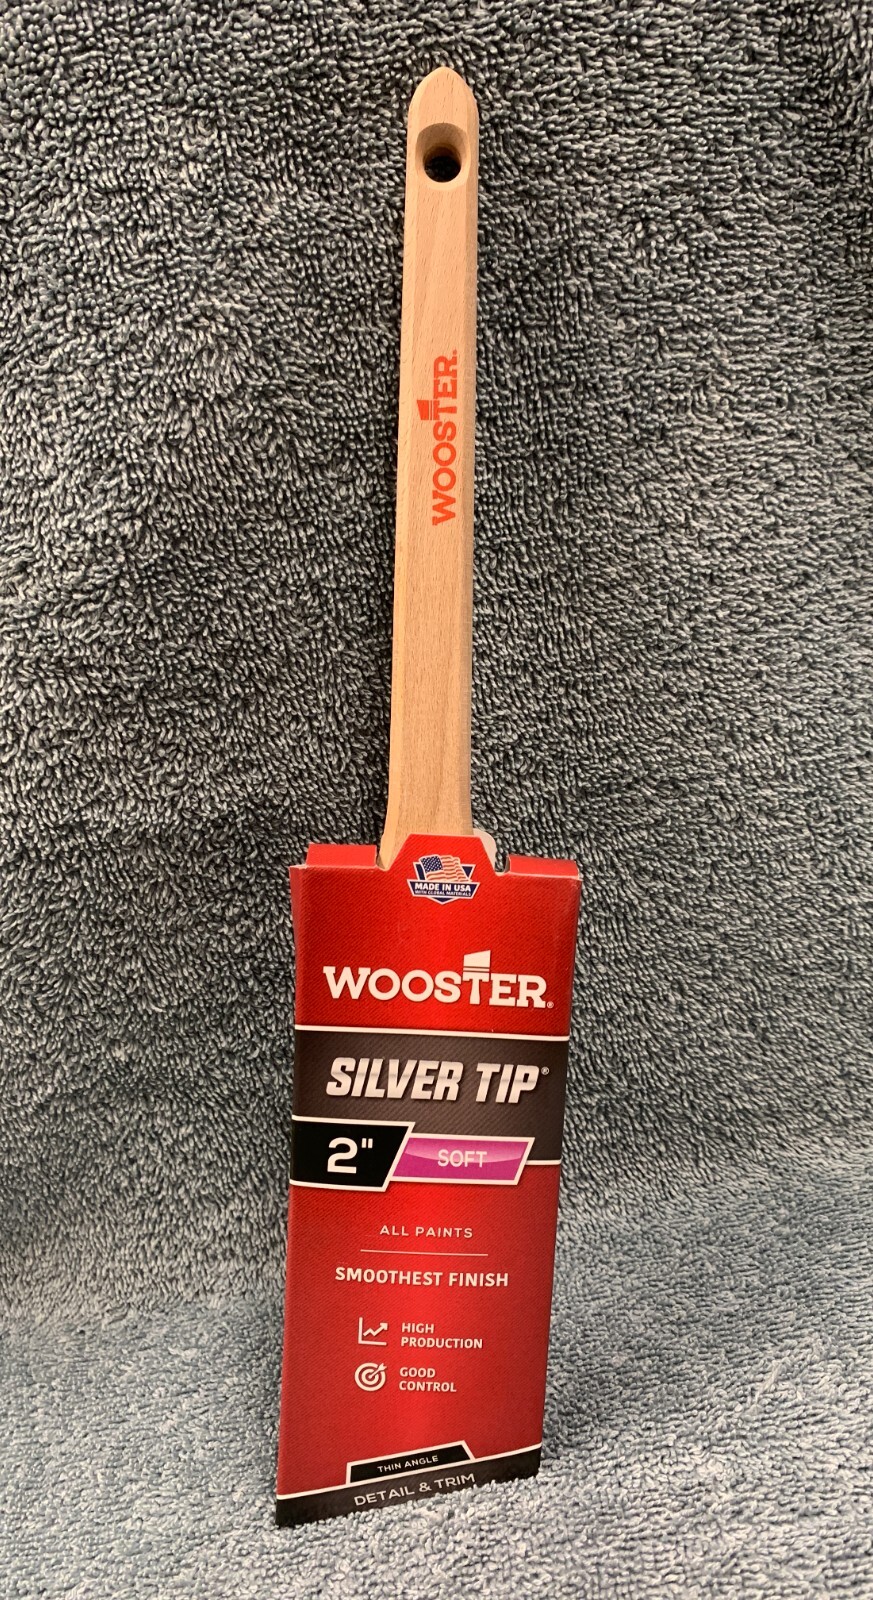 WOOSTER®
MADE IN USA
WITH GLOBAL MATERIALS
WOOSTER®
SILVER TIP®
2" SOFT
ALL PAINTS
SMOOTHEST FINISH
HIGH
PRODUCTION
GOOD
CONTROL
THIN ANGLE
DETAIL & TRIM